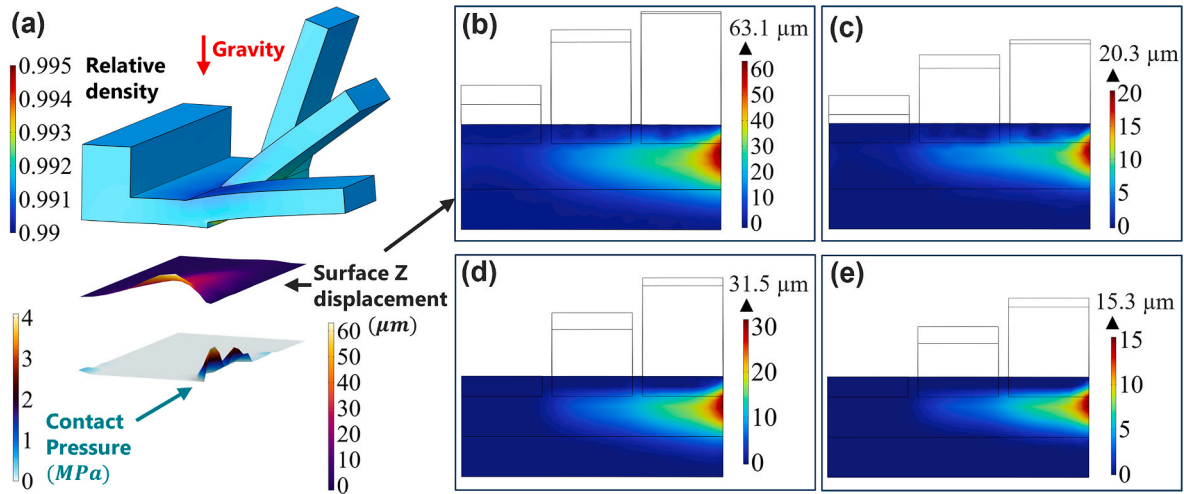 (a)
Gravity
Relative
density
0.995
0.994
0.993
0.992
0.991
0.99
Surface Z
displacement
(μm)
4
3
2
1
0
Contact
Pressure
(MPa)
60
50
40
30
20
10
0
(b)
63.1 μm
60
50
40
30
20
10
0
(c)
20.3 μm
20
15
10
5
0
(d)
31.5 μm
30
20
10
0
(e)
15.3 μm
15
10
5
0